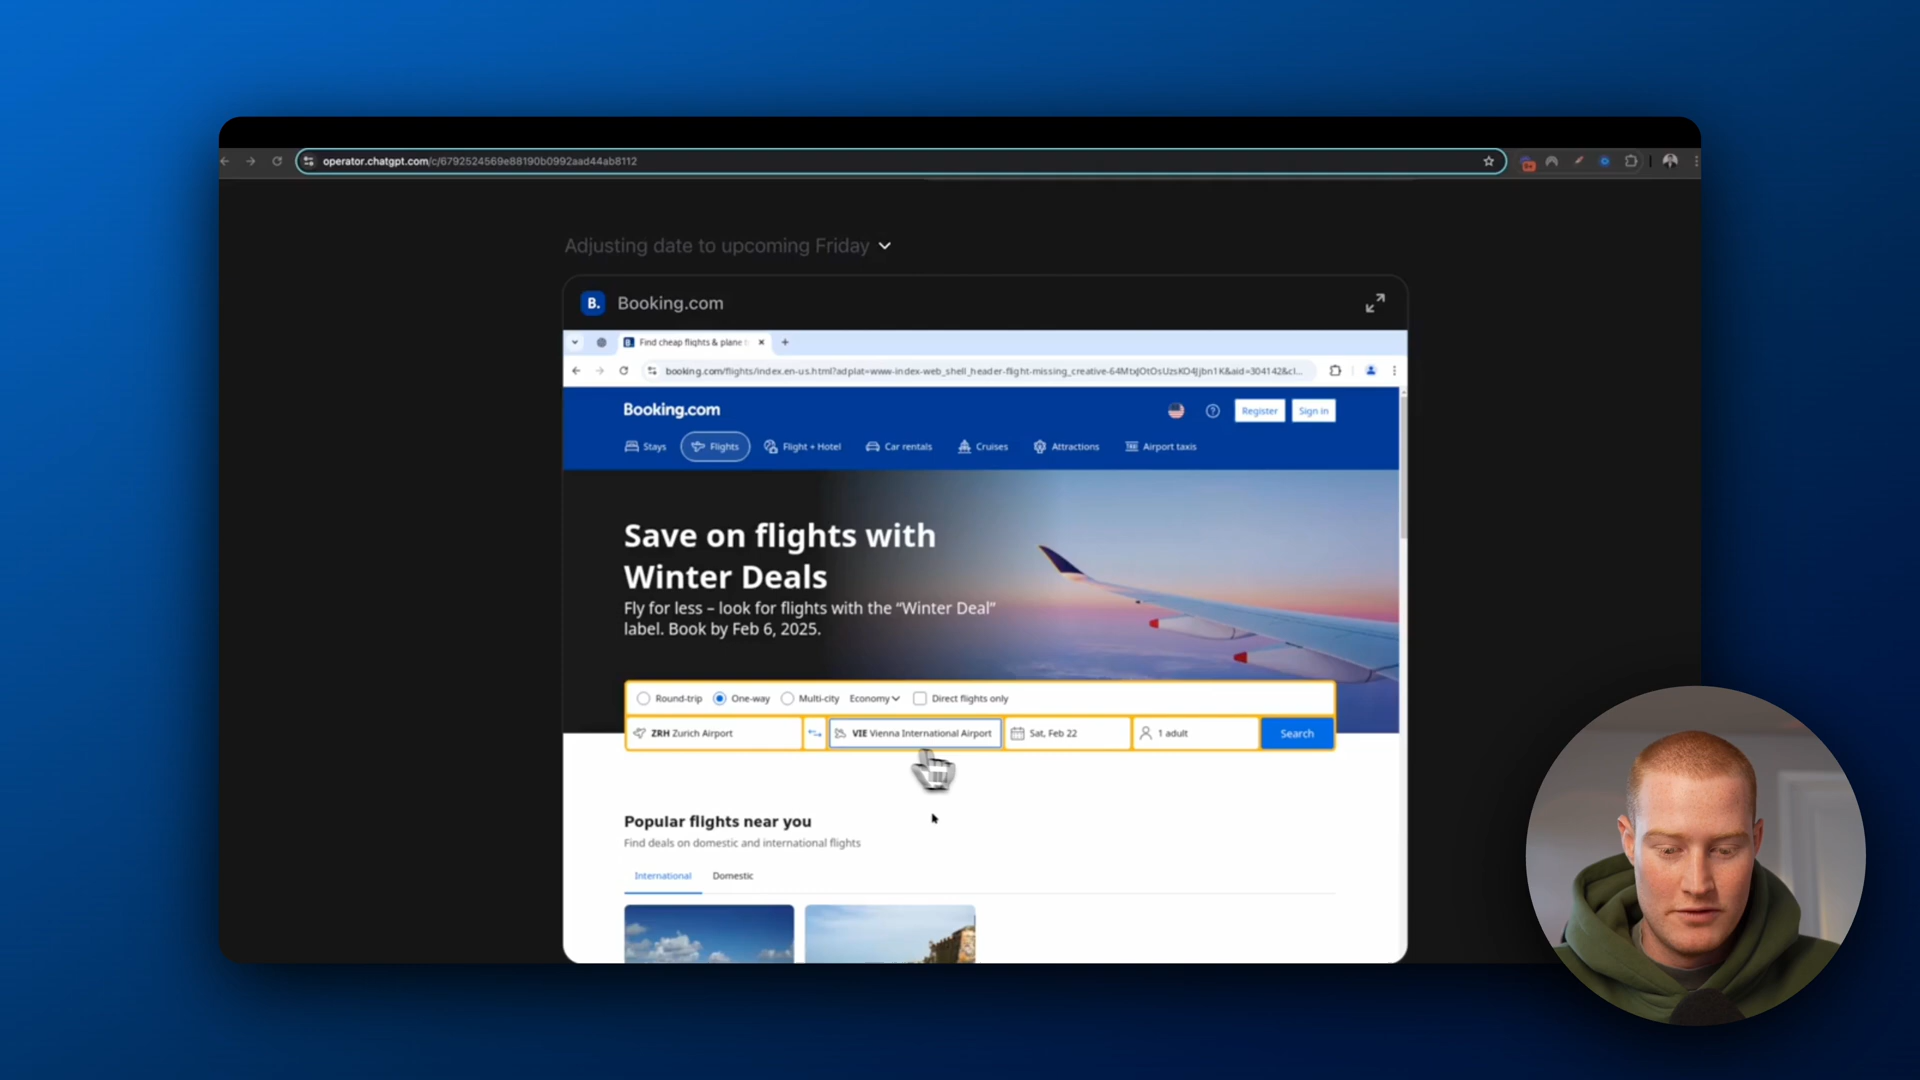 operator.chatgpt.com/c/6792524569e88190b0992aad44ab8112
Adjusting date to upcoming Friday
B. Booking.com
Find cheap flights & plane
booking.com/flights/index.en-us.html?adplat=www-index-web_shell_header-flight-missing_creative-
Booking.com
Register Sign in
Stays Flights Flight + Hotel Car rentals Cruises Attractions Airport taxis
Save on flights with
Winter Deals
Fly for less – look for flights with the “Winter Deal”
label. Book by Feb 6, 2025.
Round-trip One-way Multi-city Economy Direct flights only
ZRH Zurich Airport VIE Vienna International Airport Sat, Feb 22 1 adult Search
Popular flights near you
Find deals on domestic and international flights
International Domestic